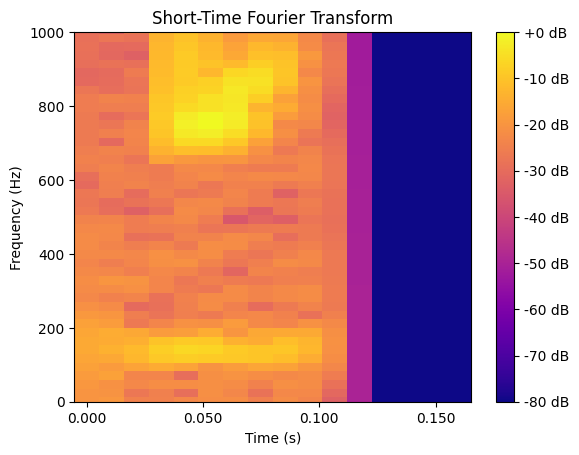 Short-Time Fourier Transform
Frequency (Hz)
1000
800
600
400
200
0
0.000
0.050
0.100
0.150
Time (s)
+0 dB
-10 dB
-20 dB
-30 dB
-40 dB
-50 dB
-60 dB
-70 dB
-80 dB